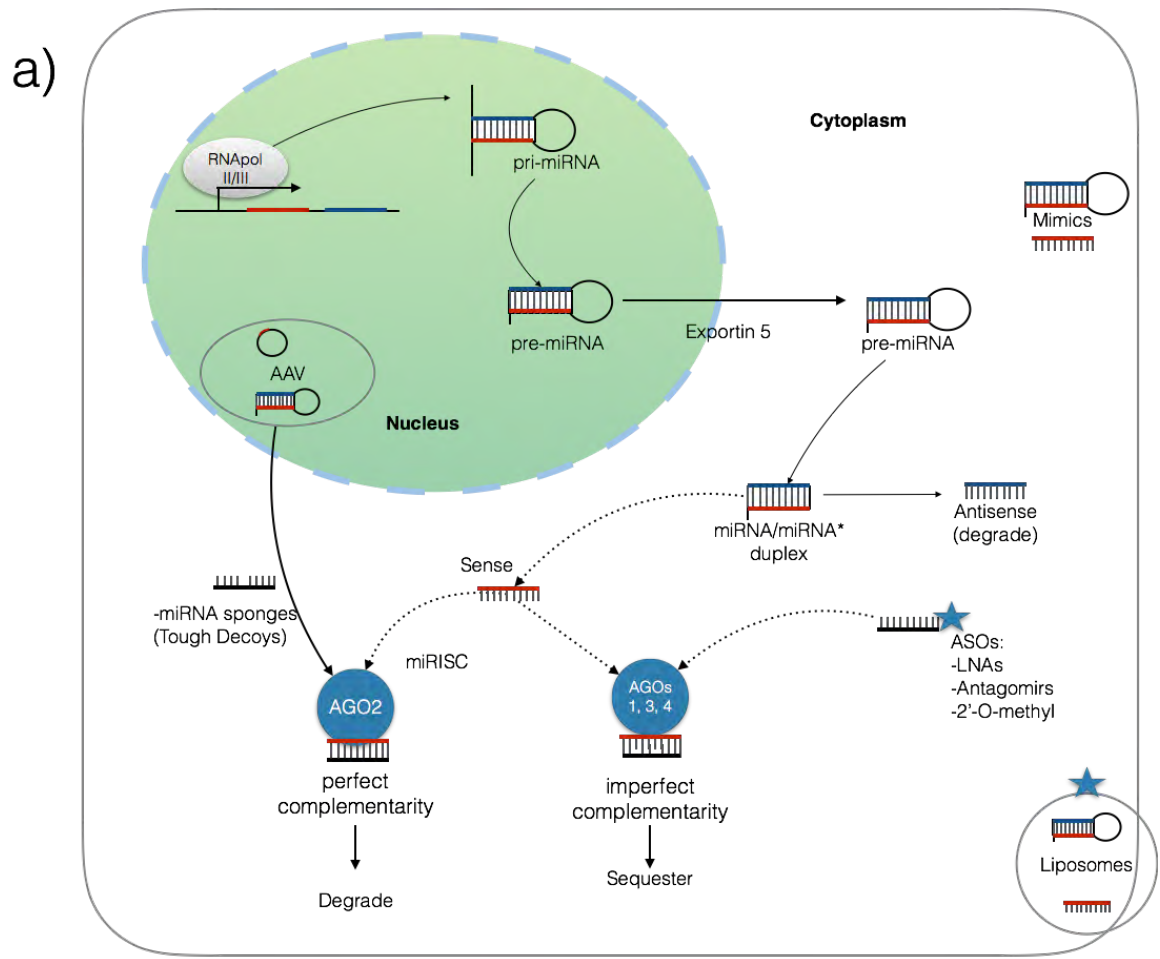 a)
Cytoplasm
RNApol
II/III
pri-miRNA
Mimics
pre-miRNA
Exportin 5
pre-miRNA
AAV
Nucleus
miRNA/miRNA*
duplex
Antisense
(degrade)
Sense
-miRNA sponges
(Tough Decoys)
miRISC
ASOs:
-LNAs
-Antagomirs
-2'-O-methyl
AGO2
AGOs
1, 3, 4
perfect
complementarity
imperfect
complementarity
Degrade
Sequester
Liposomes